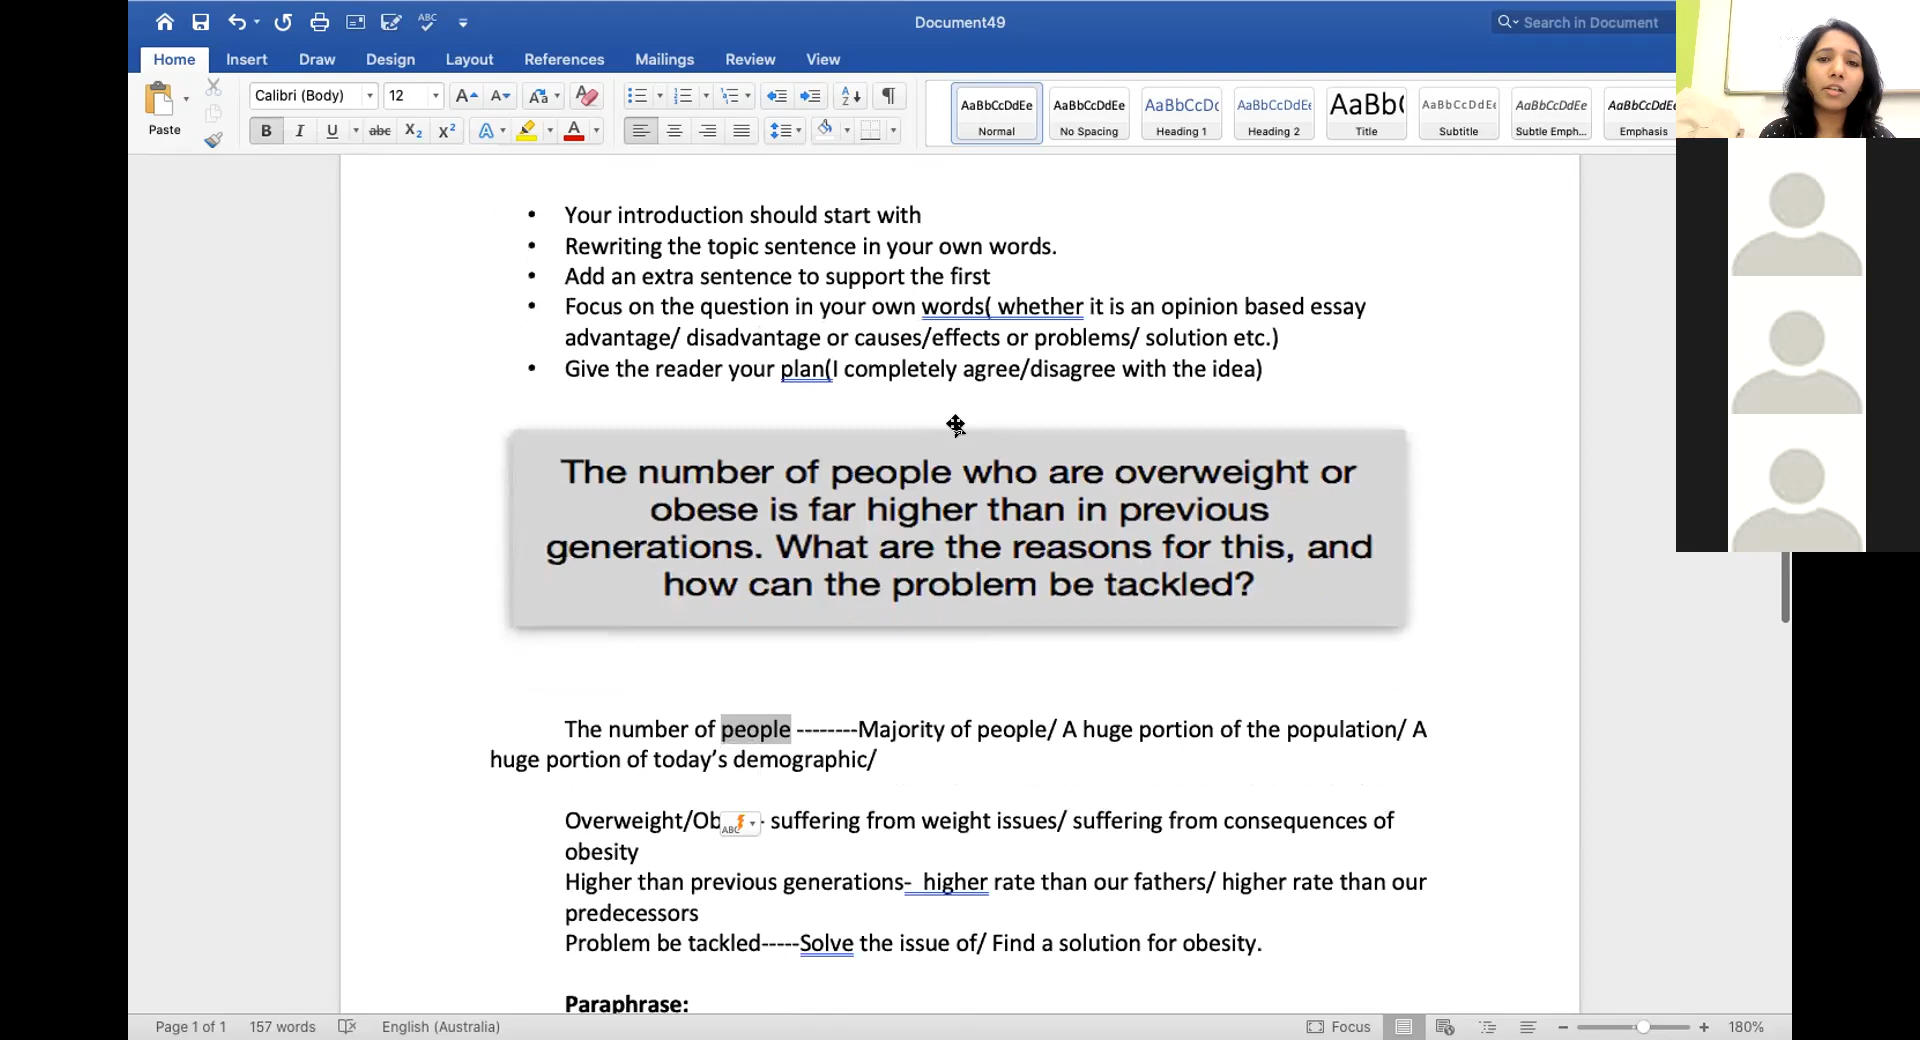 ABC
Document49
Search in Document
Home Insert Draw Design Layout References Mailings Review View
Paste
Calibri (Body) 12
AaBbCcDdEe AaBbCcDdEe AaBbCcDc AaBbCcDdEe AaBb( AaBbCcDdEe AaBbCcDdEe AaBbCcDdEe
Normal No Spacing Heading 1 Heading 2 Title Subtitle Subtle Emph... Emphasis
• Your introduction should start with
• Rewriting the topic sentence in your own words.
• Add an extra sentence to support the first
• Focus on the question in your own words( whether it is an opinion based essay
advantage/ disadvantage or causes/effects or problems/ solution etc.)
• Give the reader your plan(I completely agree/disagree with the idea)
The number of people who are overweight or
obese is far higher than in previous
generations. What are the reasons for this, and
how can the problem be tackled?
The number of people --------Majority of people/ A huge portion of the population/ A
huge portion of today’s demographic/
Overweight/Ob - suffering from weight issues/ suffering from consequences of
obesity
Higher than previous generations- higher rate than our fathers/ higher rate than our
predecessors
Problem be tackled-----Solve the issue of/ Find a solution for obesity.
Paraphrase:
Page 1 of 1 157 words English (Australia) Focus 180%